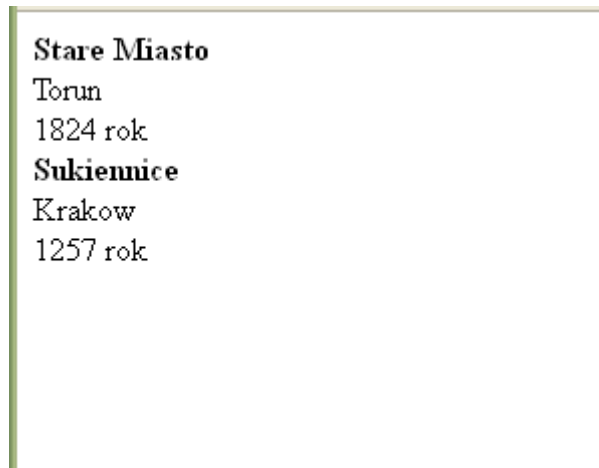 Stare Miasto
Torun
1824 rok
Sukiennice
Krakow
1257 rok